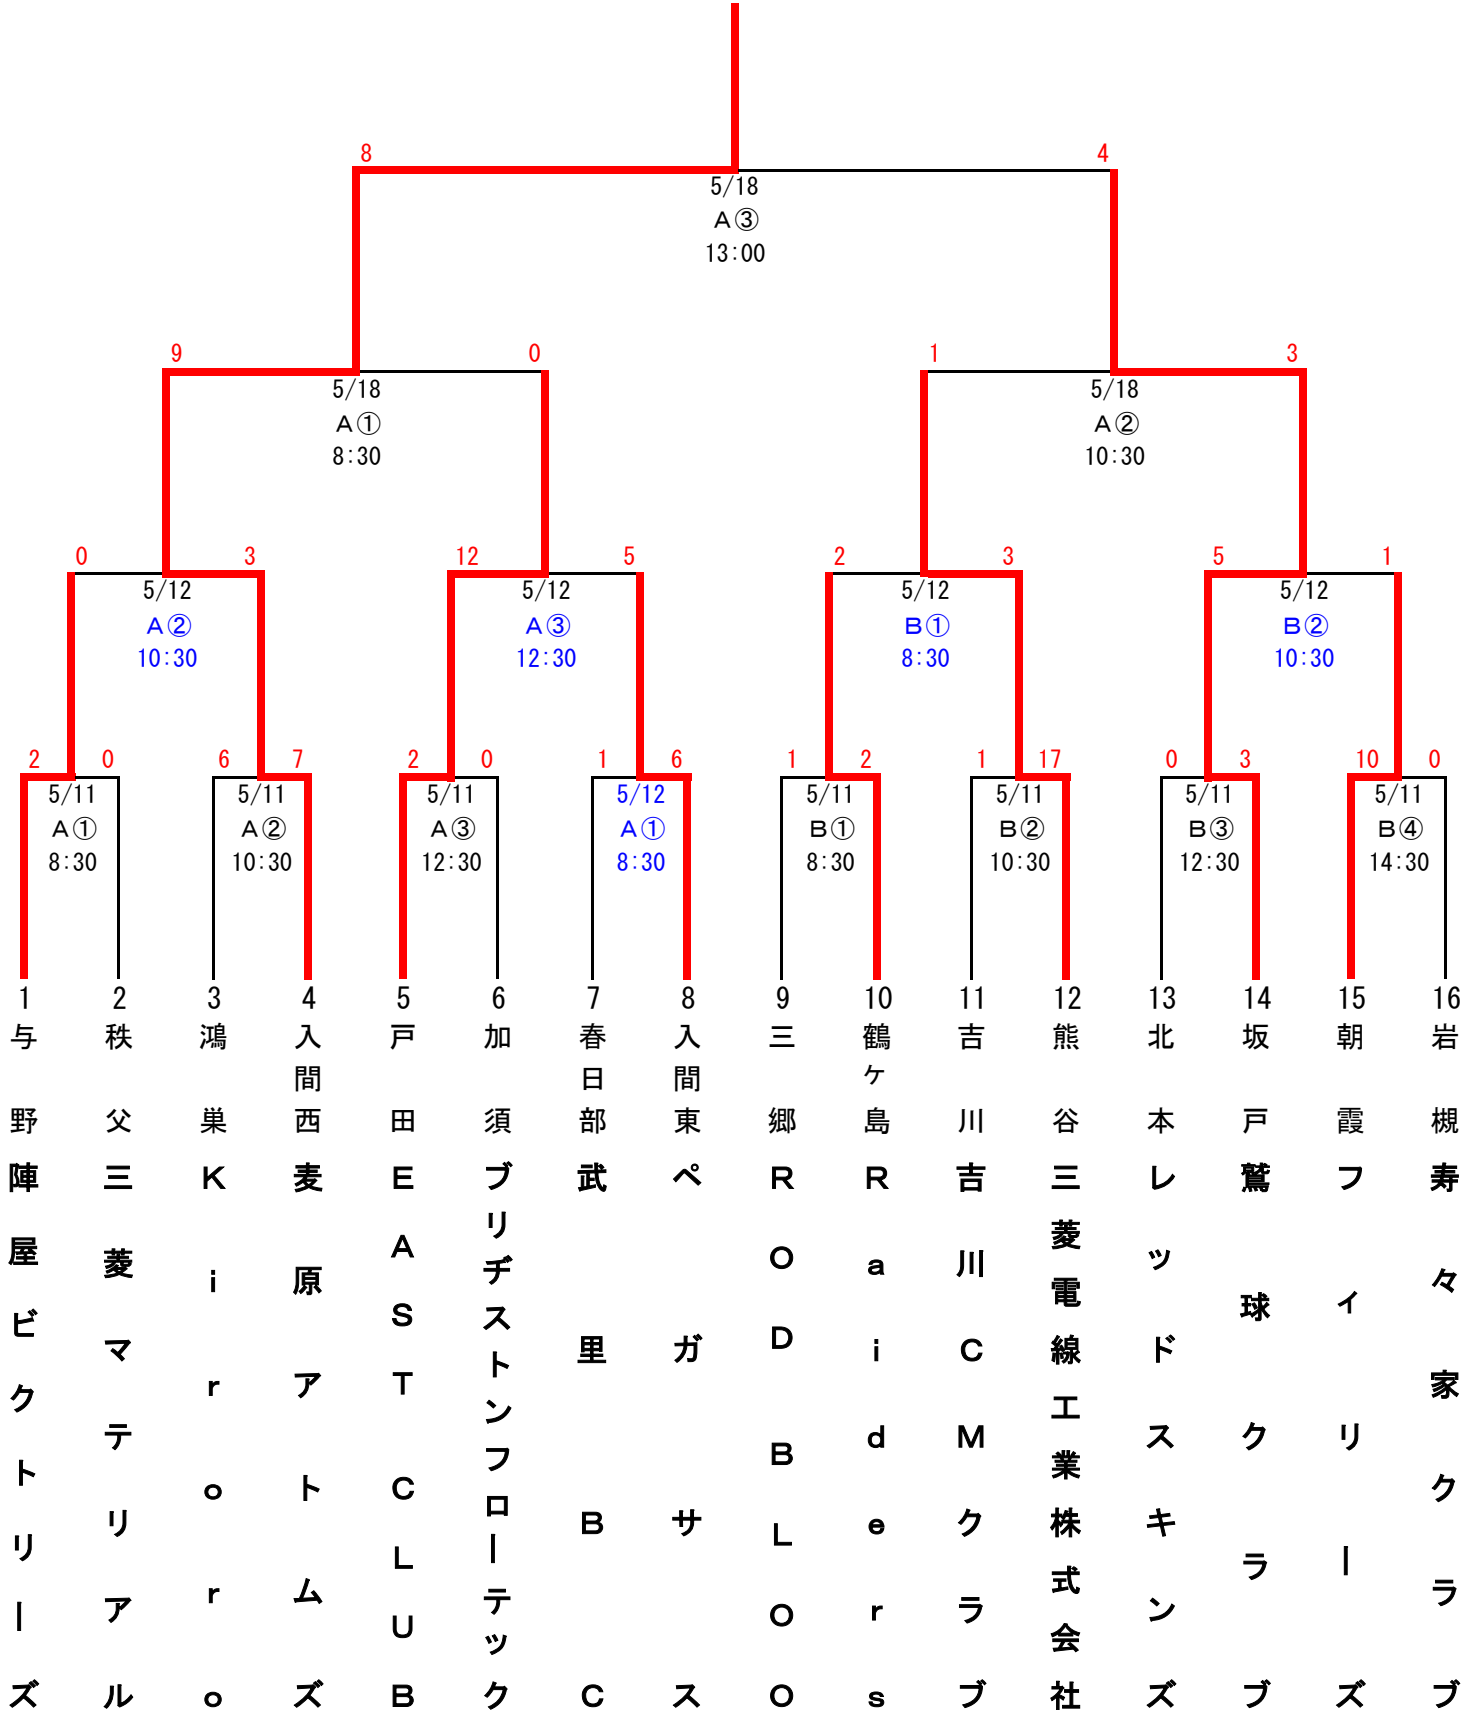 8 4
5/18
A③
13:00
9 0 1 3
5/18 5/18
A① A②
8:30 10:30
0 3 12 5 2 3 5 1
5/12 5/12 5/12 5/12
A② A③ B① B②
10:30 12:30 8:30 10:30
2 0 6 7 2 0 1 6 1 2 1 17 0 3 10 0
5/11 5/11 5/11 5/12 5/11 5/11 5/11 5/11
A① A② A③ A① B① B② B③ B④
8:30 10:30 12:30 8:30 8:30 10:30 12:30 14:30
1 2 3 4 5 6 7 8 9 10 11 12 13 14 15 16
与野
陣屋ビクトリーズ
秩父
三菱マテリアル
鴻巣
Kirorro
入間西
麦原アトムズ
戸田
EAST CLUB
加須
ブリヂストンフローテック
春日部
武里BC
入間東
ペガサス
三郷
ROD BLOO
鶴ケ島
Raiders
吉川
吉川CMクラブ
熊谷
三菱電線工業株式会社
北本
レッドスキンズ
坂戸
鷲球クラブ
朝霞
フィリーズ
岩槻
寿々家クラブ